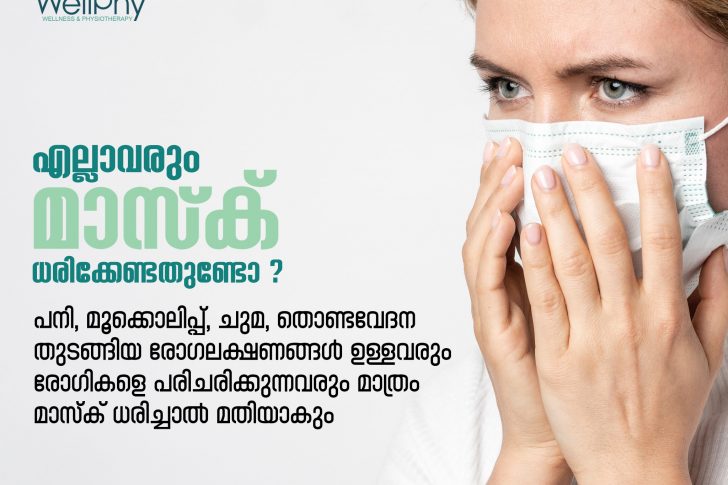 WellPhy
WELLNESS & PHYSIOTHERAPY
എല്ലാവരും
മാസ്ക്
ധരിക്കേണ്ടതുണ്ടോ ?
പനി, മൂക്കൊലിപ്പ്, ചുമ, തൊണ്ടവേദന
തുടങ്ങിയ രോഗലക്ഷണങ്ങൾ ഉള്ളവരും
രോഗികളെ പരിചരിക്കുന്നവരും മാത്രം
മാസ്ക് ധരിച്ചാൽ മതിയാകും